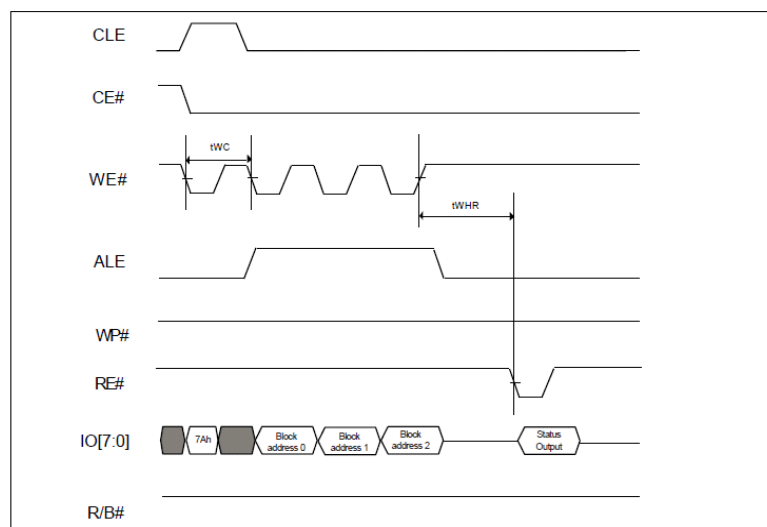 CLE
CE#
tWC
WE#
tWHR
ALE
WP#
RE#
IO[7:0]
7Ah
Block
address 0
Block
address 1
Block
address 2
Status
Output
R/B#